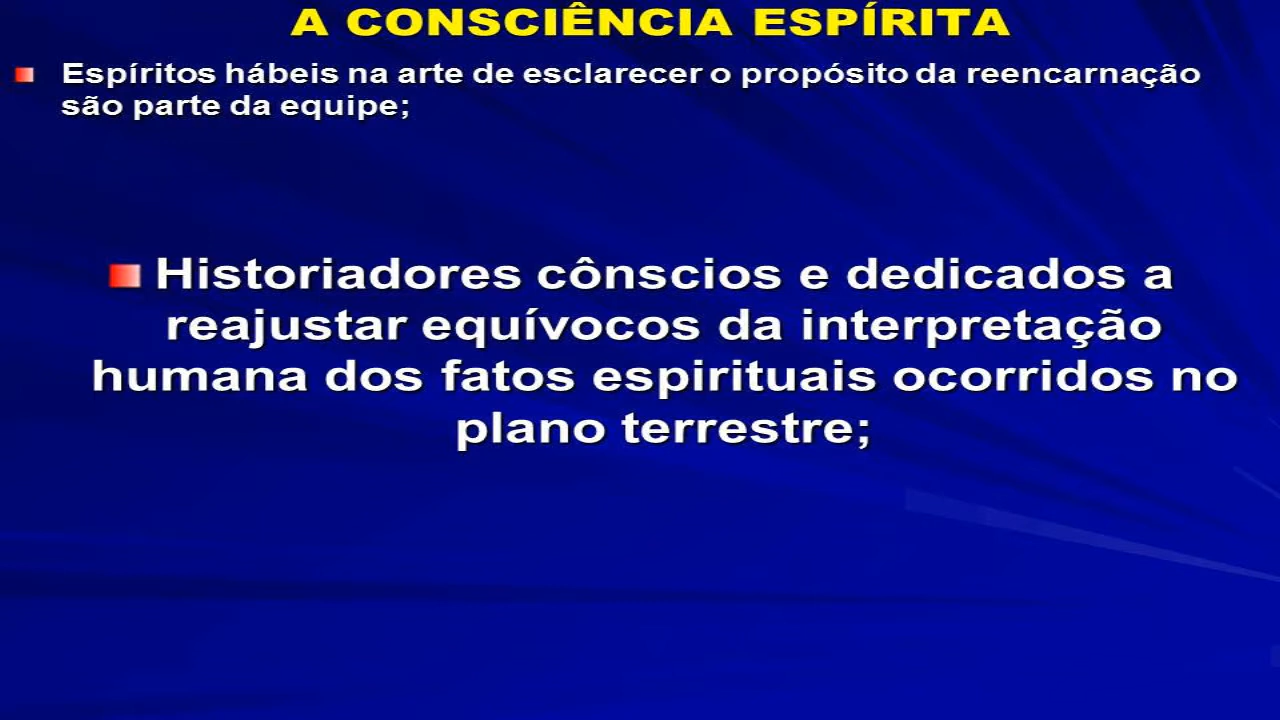 A CONSCIÊNCIA ESPÍRITA
Espíritos hábeis na arte de esclarecer o propósito da reencarnação
são parte da equipe;
Historiadores cônscios e dedicados a
reajustar equívocos da interpretação
humana dos fatos espirituais ocorridos no
plano terrestre;